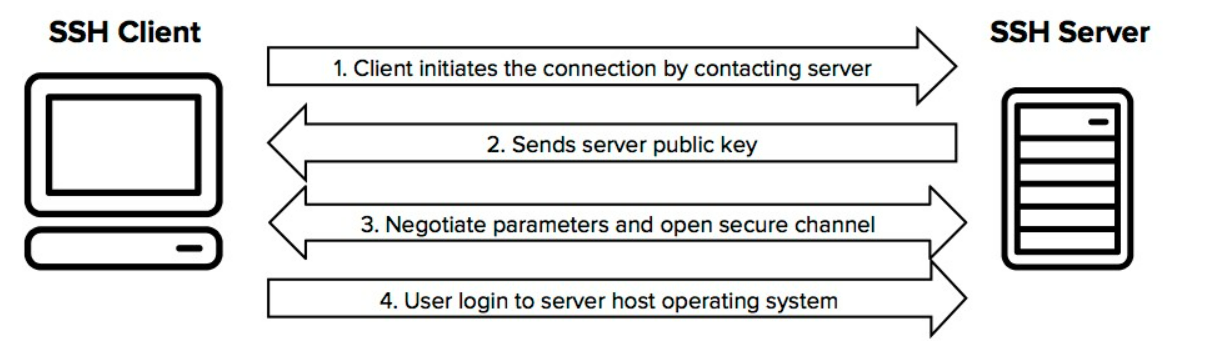 SSH Client
SSH Server
1. Client initiates the connection by contacting server
2. Sends server public key
3. Negotiate parameters and open secure channel
4. User login to server host operating system